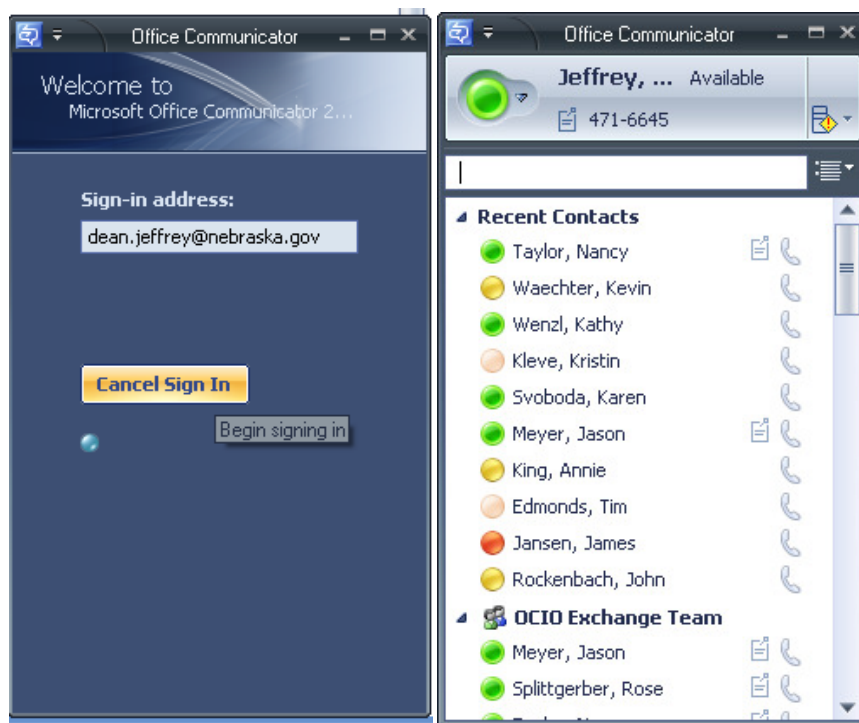 Office Communicator
Welcome to
Microsoft Office Communicator 2...
Sign-in address:
dean.jeffrey@nebraska.gov
Cancel Sign In
Begin signing in
Office Communicator
Jeffrey, ... Available
471-6645
Recent Contacts
Taylor, Nancy
Waechter, Kevin
Wenzl, Kathy
Kleve, Kristin
Svoboda, Karen
Meyer, Jason
King, Annie
Edmonds, Tim
Jansen, James
Rockenbach, John
OCIO Exchange Team
Meyer, Jason
Splittgerber, Rose